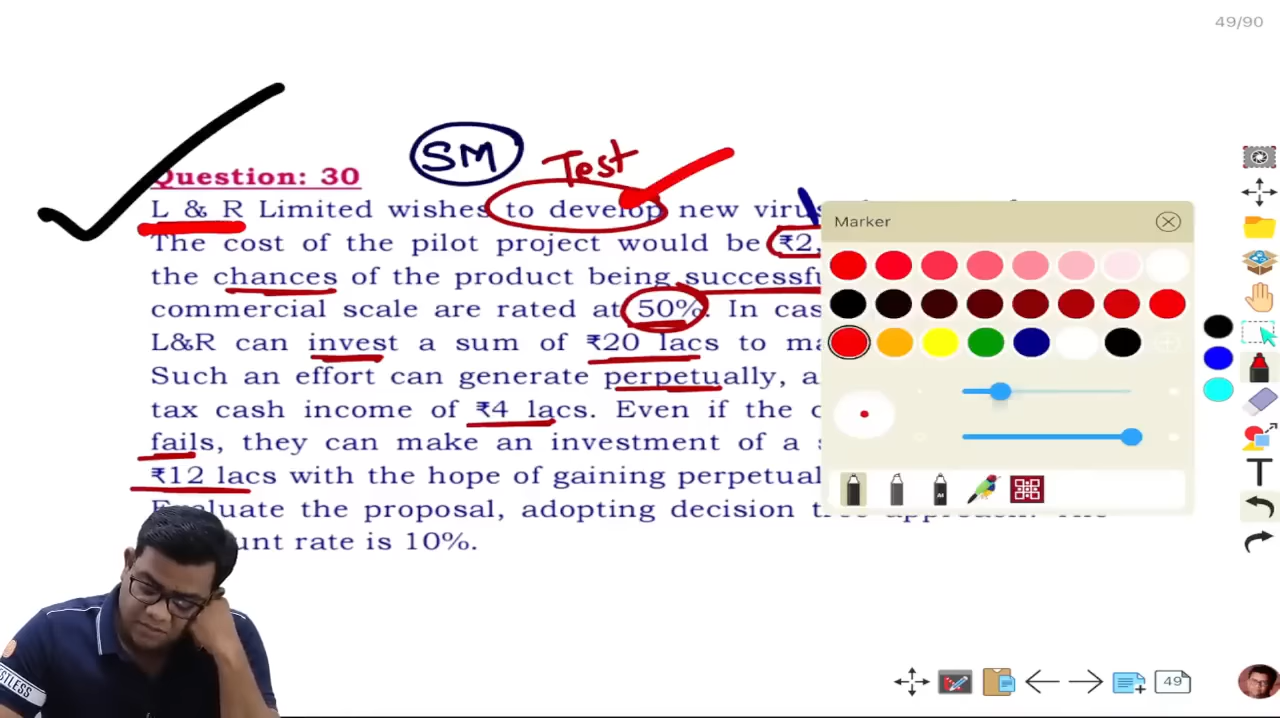 49/90
SM
Test
Question: 30
L & R Limited wishes to develop new virus
The cost of the pilot project would be ₹2,
the chances of the product being successfu
commercial scale are rated at 50%. In cas
L&R can invest a sum of ₹20 lacs to ma
Such an effort can generate perpetually, a
tax cash income of ₹4 lacs. Even if the
fails, they can make an investment of a
₹12 lacs with the hope of gaining perpetual
Evaluate the proposal, adopting decision tree approach. The
unt rate is 10%.
Marker
T
49
STLESS